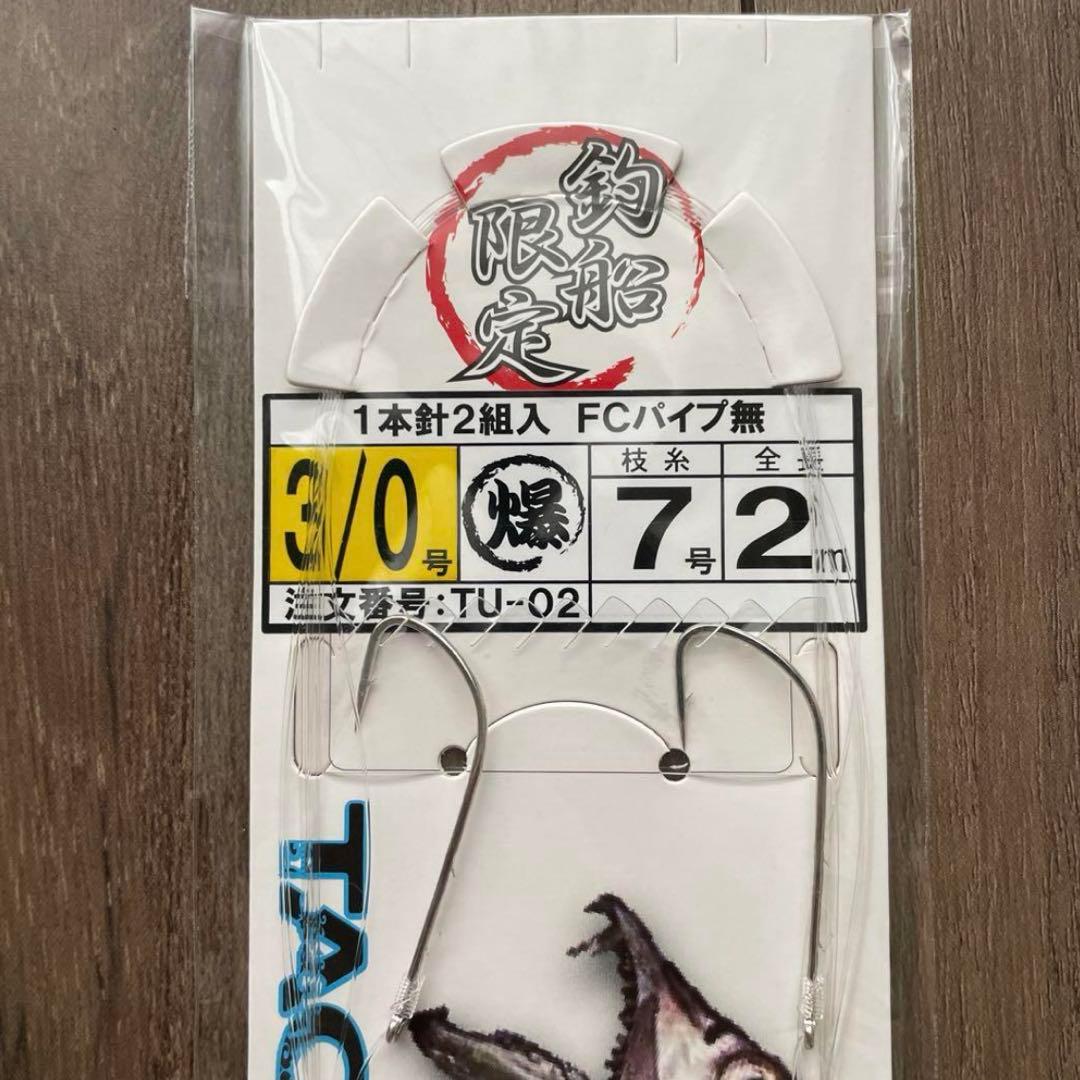 釣船
限定
1本針2組入 FCパイプ無
3/0号
爆
枝糸
7号
全長
2m
注文番号:TU-02
TAC